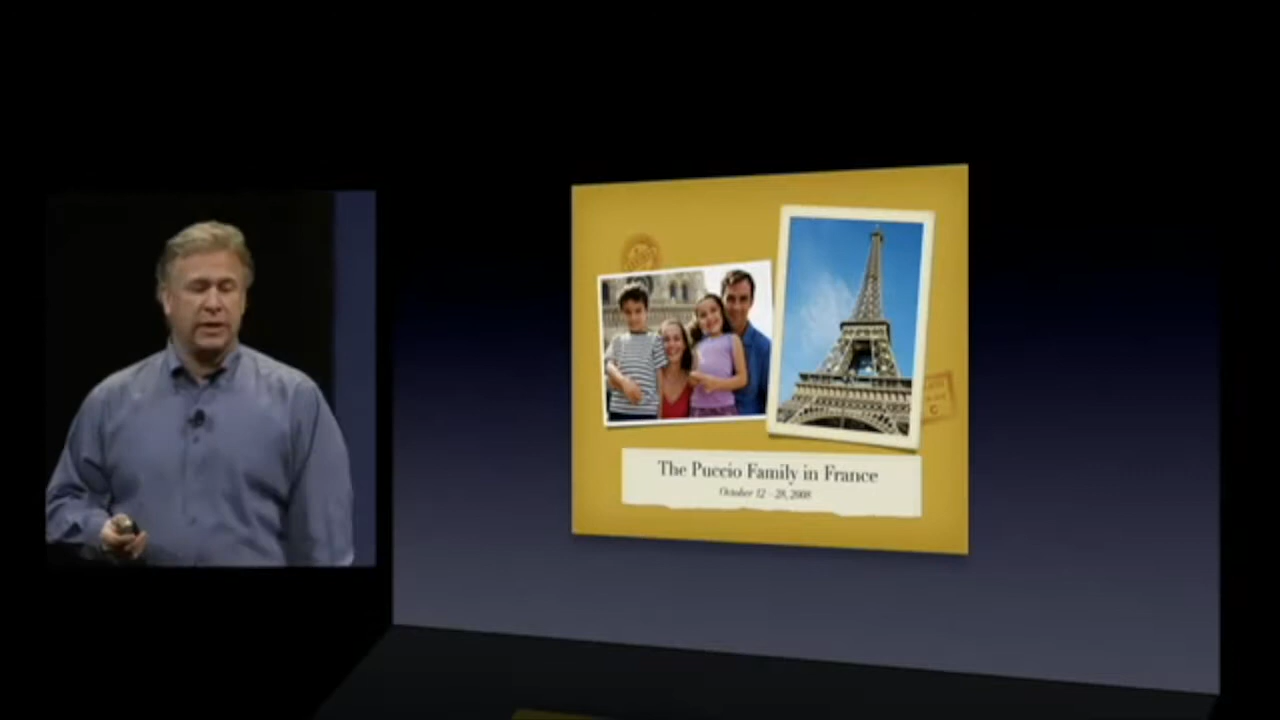 The Puccio Family in France
October 12 - 28, 2008